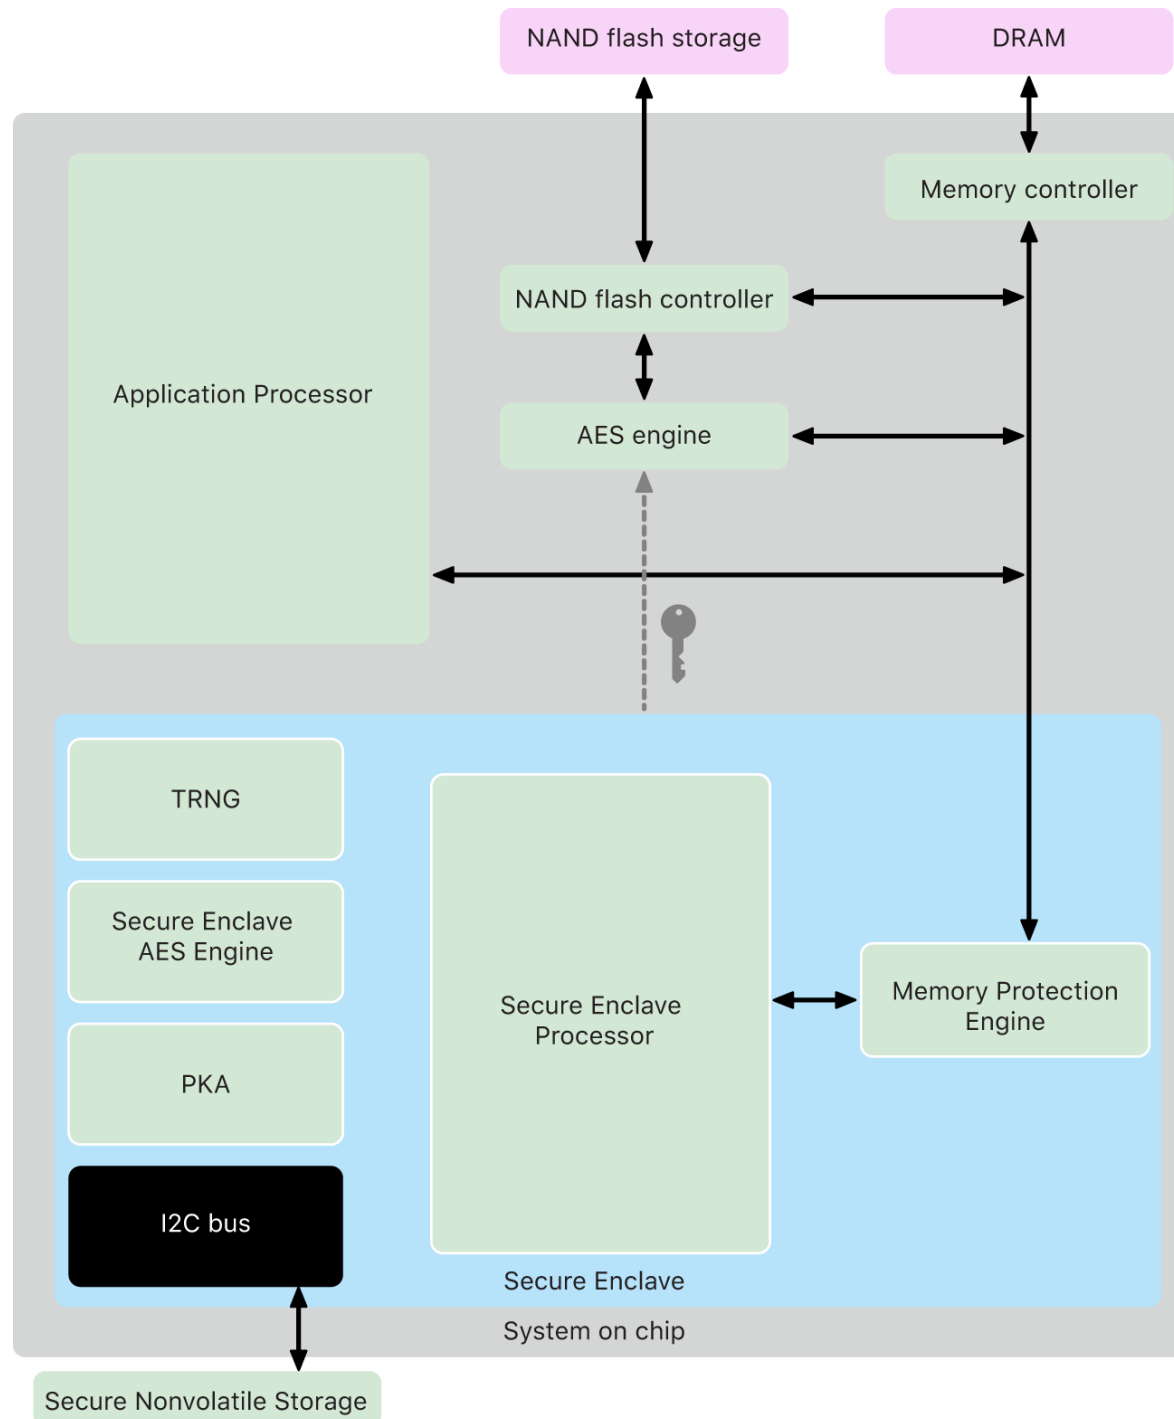 NAND flash storage
DRAM
Memory controller
NAND flash controller
Application Processor
AES engine
TRNG
Secure Enclave
AES Engine
Secure Enclave
Processor
Memory Protection
Engine
PKA
I2C bus
Secure Enclave
System on chip
Secure Nonvolatile Storage